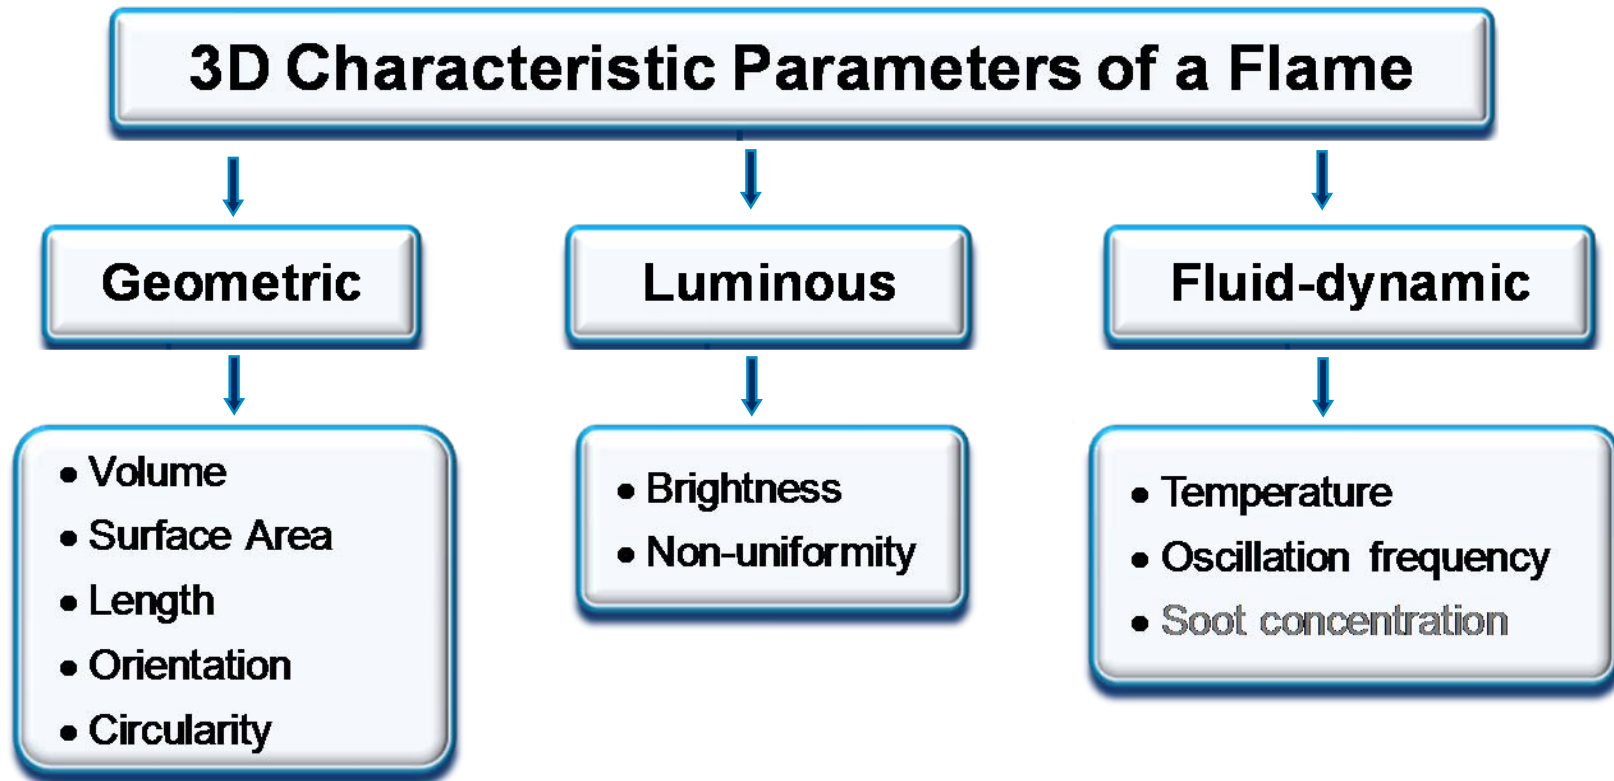 3D Characteristic Parameters of a Flame
Geometric
Luminous
Fluid-dynamic
• Volume
• Surface Area
• Length
• Orientation
• Circularity
• Brightness
• Non-uniformity
• Temperature
• Oscillation frequency
• Soot concentration